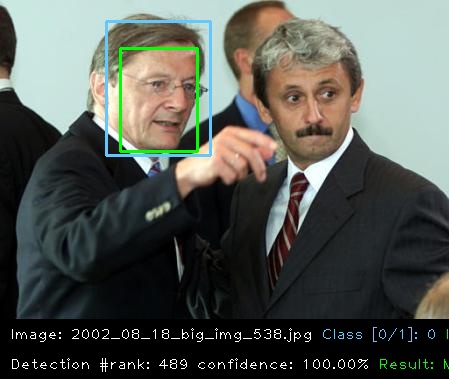 Image: 2002_08_18_big_img_538.jpg Class [0/1]: 0
Detection #rank: 489 confidence: 100.00% Result: